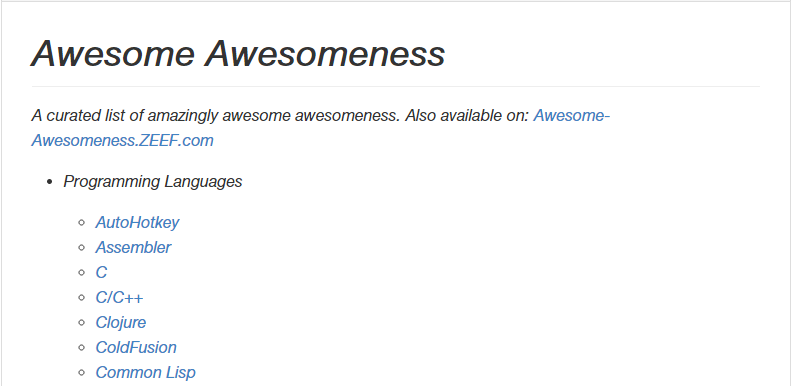 Awesome Awesomeness
A curated list of amazingly awesome awesomeness. Also available on: Awesome-
Awesomeness.ZEEF.com
Programming Languages
AutoHotkey
Assembler
C
C/C++
Clojure
ColdFusion
Common Lisp